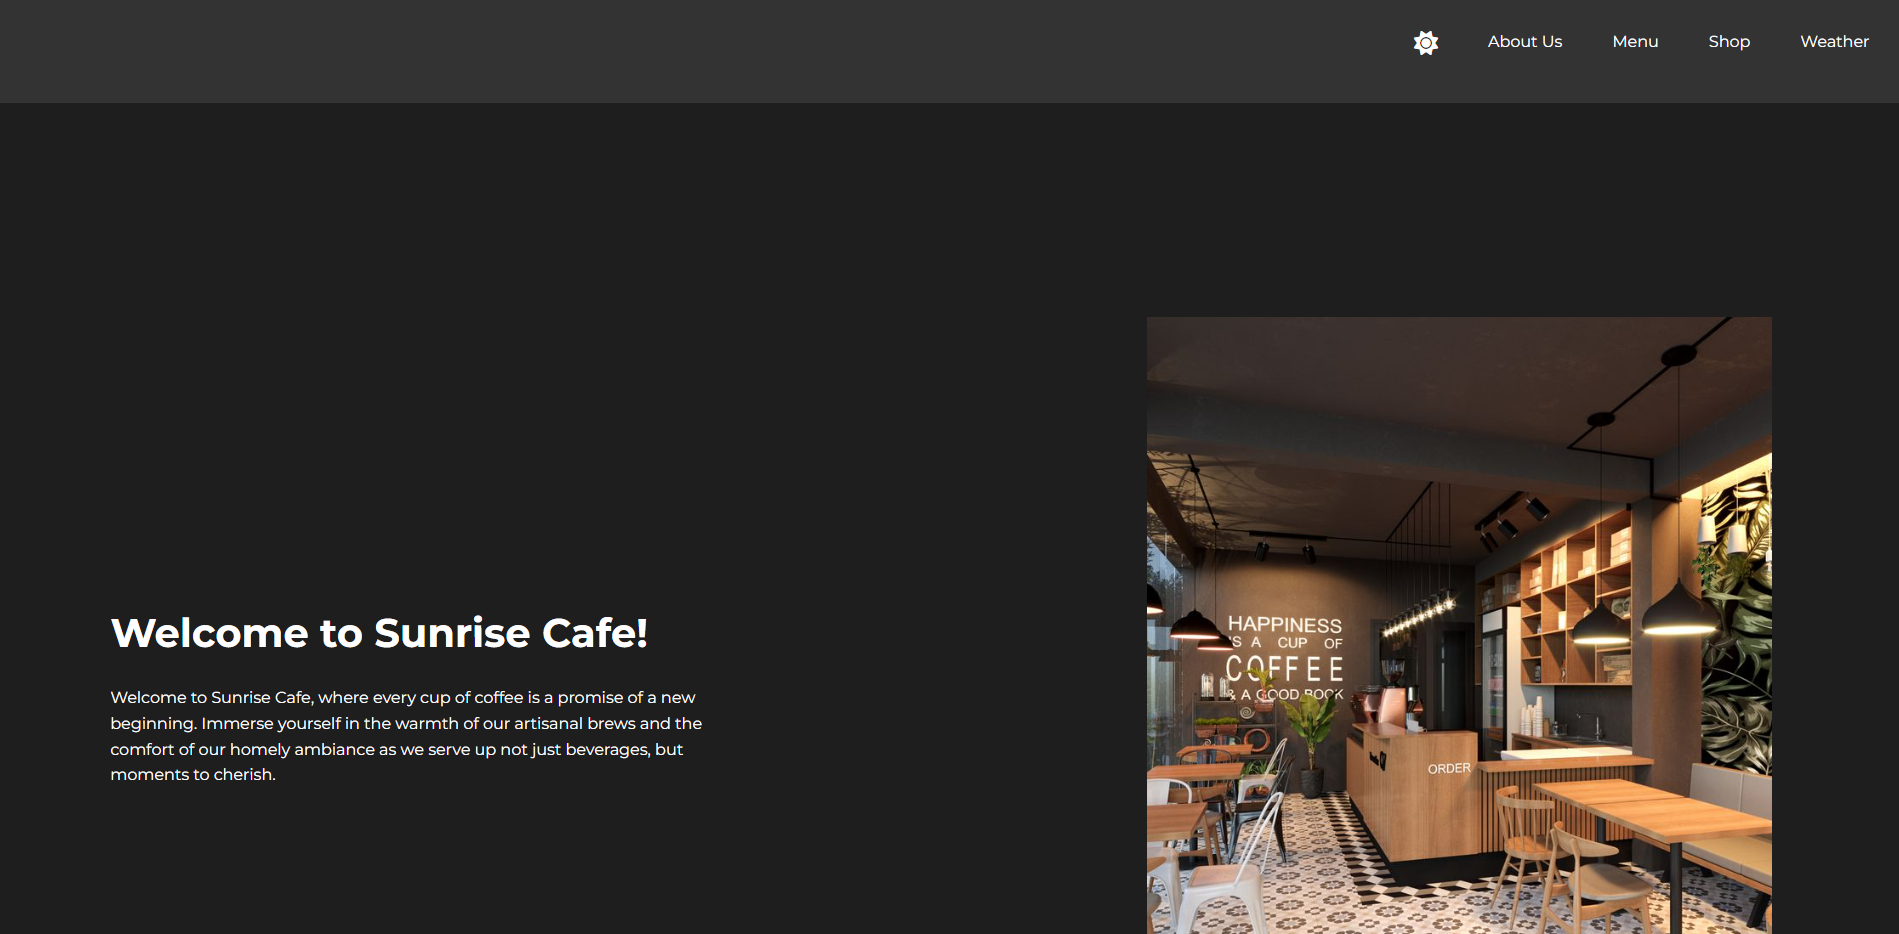 About Us Menu Shop Weather
Welcome to Sunrise Cafe!
Welcome to Sunrise Cafe, where every cup of coffee is a promise of a new
beginning. Immerse yourself in the warmth of our artisanal brews and the
comfort of our homely ambiance as we serve up not just beverages, but
moments to cherish.
HAPPINESS
IS A CUP OF
COFFEE
& A GOOD BOOK
ORDER